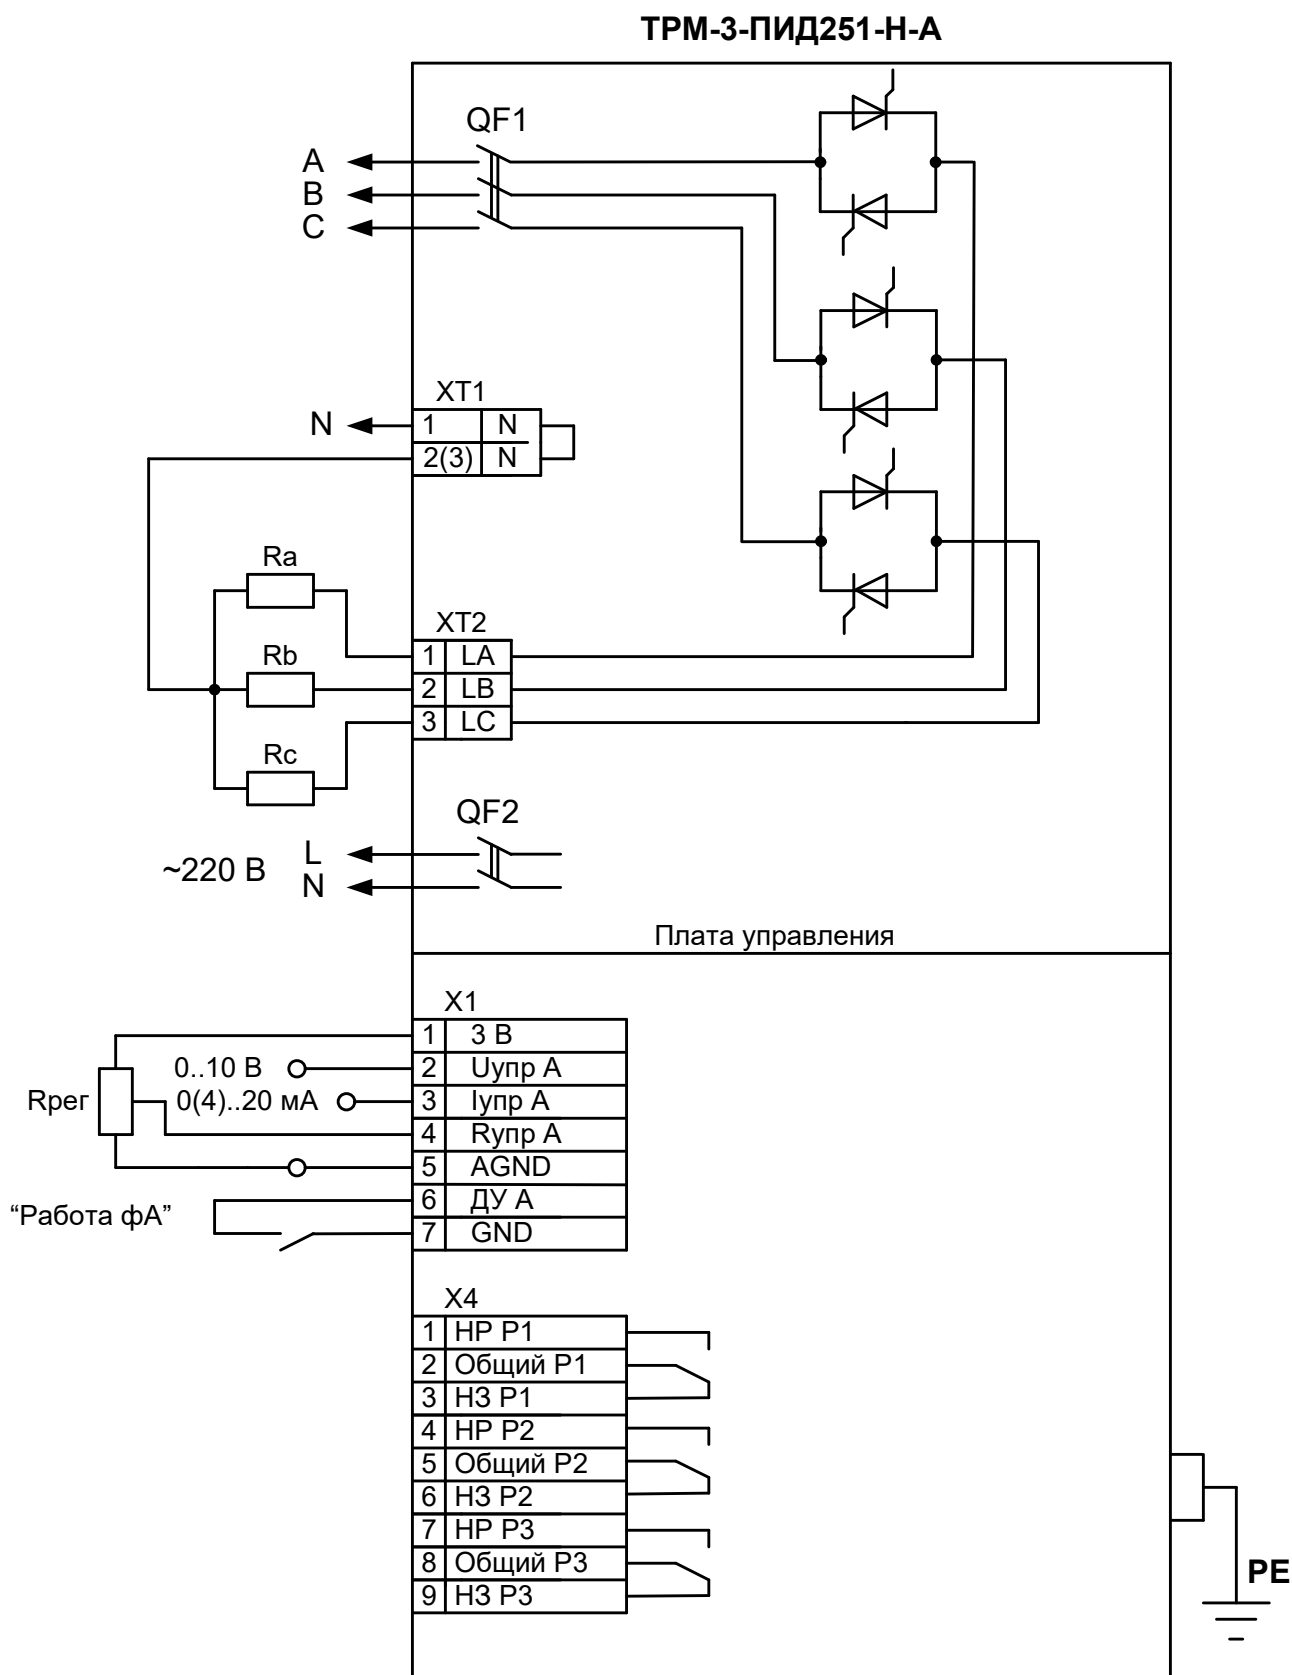 ТРМ-3-ПИД251-Н-А
QF1
A
B
C
XT1
N
1 N
2(3) N
Ra
XT2
1 LA
Rb
2 LB
3 LC
Rc
QF2
~220 В
L
N
Плата управления
X1
1 3 В
0..10 В 2 Uупр А
Rрег 0(4)..20 мА 3 Iупр А
4 Rупр А
5 AGND
6 ДУ А
“Работа фА”
7 GND
X4
1 НР Р1
2 Общий Р1
3 НЗ Р1
4 НР Р2
5 Общий Р2
6 НЗ Р2
7 НР Р3
8 Общий Р3
9 НЗ Р3
PE